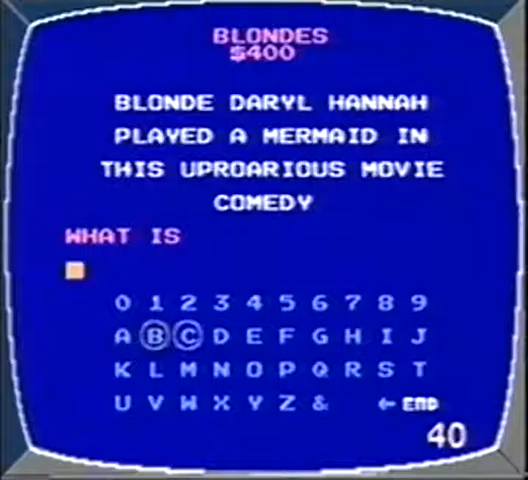 BLONDES
$400
BLONDE DARYL HANNAH
PLAYED A MERMAID IN
THIS UPROARIOUS MOVIE
COMEDY
WHAT IS
0 1 2 3 4 5 6 7 8 9
A B C D E F G H I J
K L M N O P Q R S T
U V W X Y Z & ← END
40